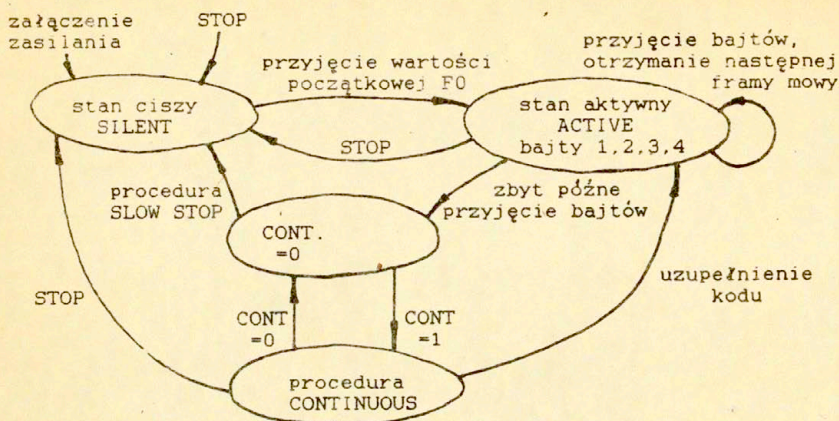 załączenie
zasilania
STOP
przyjęcie wartości
początkowej F0
przyjęcie bajtów,
otrzymanie następnej
framy mowy
stan ciszy
SILENT
stan aktywny
ACTIVE
bajty 1,2,3,4
STOP
procedura
SLOW STOP
zbyt późne
przyjęcie bajtów
CONT.
=0
STOP
uzupełnienie
kodu
CONT
=0
CONT
=1
procedura
CONTINUOUS